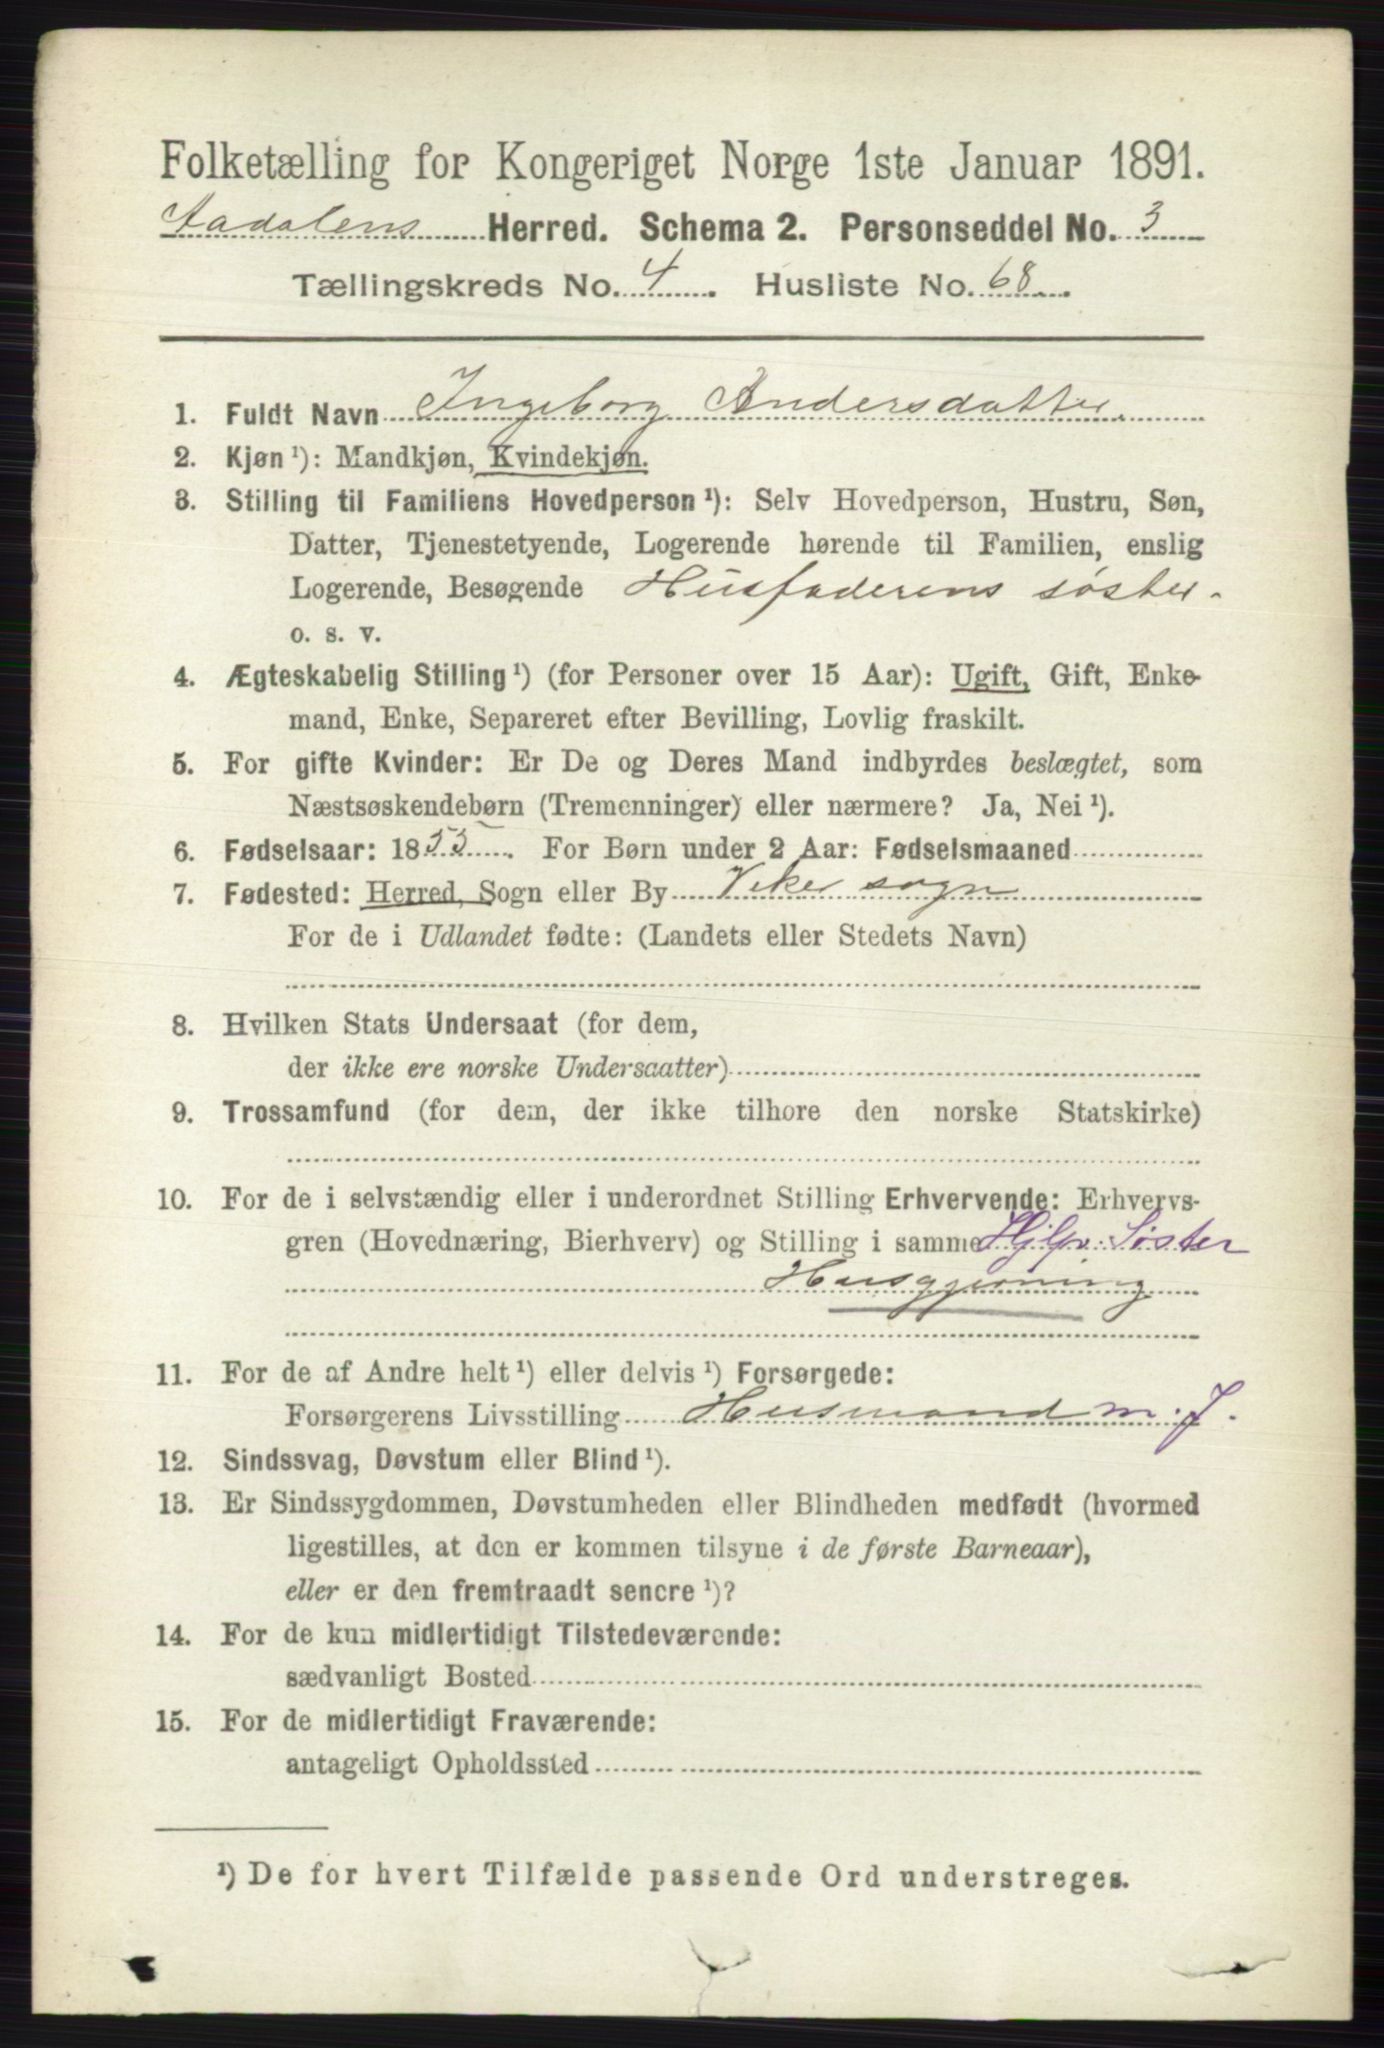 Folketælling for Kongeriget Norge 1ste Januar 1891.
Aadalens Herred. Schema 2. Personseddel No. 3
Tællingskreds No. 4. Husliste No. 68.
1. Fuldt Navn Ingeborg Andersdatter.
2. Kjøn ¹): Mandkjøn, Kvindekjøn.
3. Stilling til Familiens Hovedperson ¹): Selv Hovedperson, Hustru, Søn,
Datter, Tjenestetyende, Logerende hørende til Familien, enslig
Logerende, Besøgende Husfaderens søster.
o. s. v.
4. Ægteskabelig Stilling ¹) (for Personer over 15 Aar): Ugift, Gift, Enke-
mand, Enke, Separeret efter Bevilling, Lovlig fraskilt.
5. For gifte Kvinder: Er De og Deres Mand indbyrdes beslægtet, som
Næstsøskendebørn (Tremenninger) eller nærmere? Ja, Nei ¹).
6. Fødselsaar: 1855. For Børn under 2 Aar: Fødselsmaaned
7. Fødested: Herred, Sogn eller By Viker sogn
For de i Udlandet fødte: (Landets eller Stedets Navn)
8. Hvilken Stats Undersaat (for dem,
der ikke ere norske Undersaatter)
9. Trossamfund (for dem, der ikke tilhøre den norske Statskirke)
10. For de i selvstændig eller i underordnet Stilling Erhvervende: Erhvervs-
gren (Hovednæring, Bierhverv) og Stilling i samme Hjlp. Søster
Husgjerning
11. For de af Andre helt ¹) eller delvis ¹) Forsørgede:
Forsørgerens Livsstilling Husmand m. J.
12. Sindssvag, Døvstum eller Blind ¹).
13. Er Sindssygdommen, Døvstumheden eller Blindheden medfødt (hvormed
ligestilles, at den er kommen tilsyne i de første Barneaar),
eller er den fremtraadt senere ¹)?
14. For de kun midlertidigt Tilstedeværende:
sædvanligt Bosted
15. For de midlertidigt Fraværende:
antageligt Opholdssted
¹) De for hvert Tilfælde passende Ord understreges.